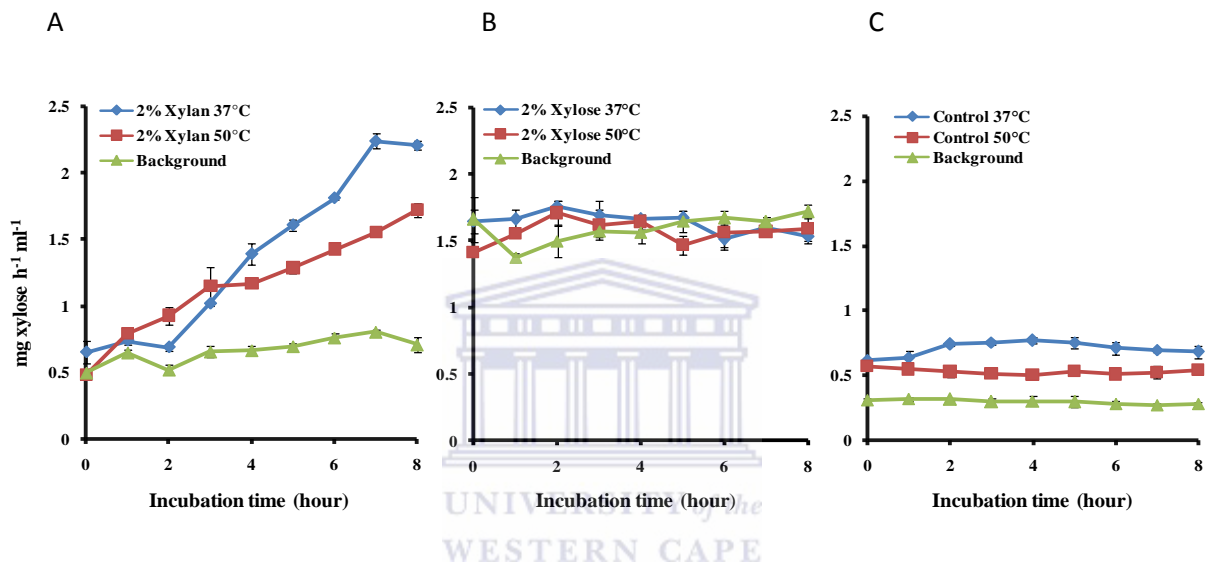 A
B
C
2% Xylan 37°C
2% Xylan 50°C
Background
2% Xylose 37°C
2% Xylose 50°C
Background
Control 37°C
Control 50°C
Background
mg xylose h⁻¹ ml⁻¹
2.5
2
1.5
1
0.5
0
0 2 4 6 8
Incubation time (hour)
2.5
2
1.5
1
0.5
0
0 2 4 6 8
Incubation time (hour)
2.5
2
1.5
1
0.5
0
0 2 4 6 8
Incubation time (hour)
UNIVERSITY of the
WESTERN CAPE